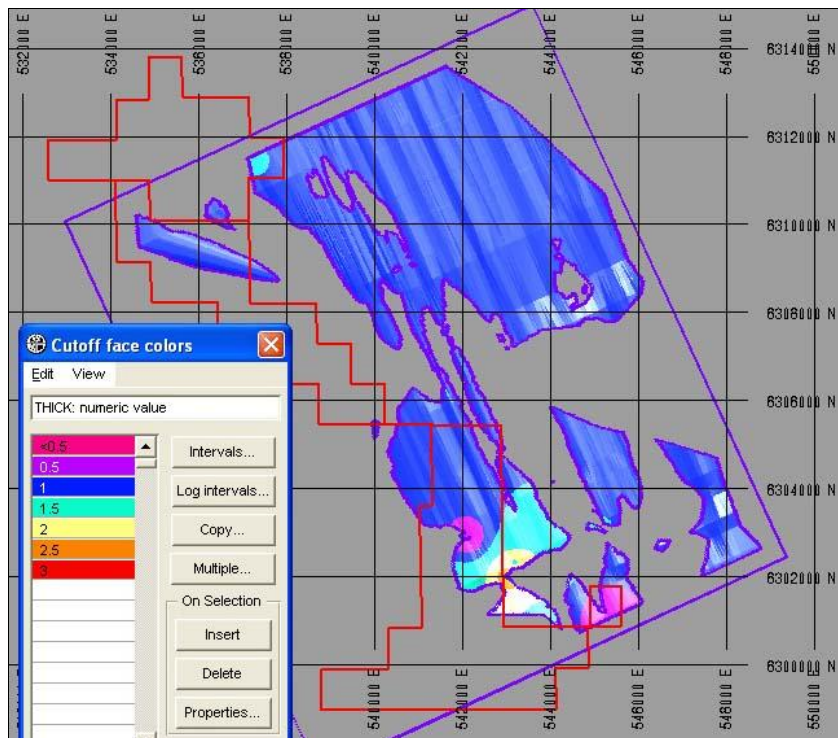 532000 E
534000 E
536000 E
538000 E
540000 E
542000 E
544000 E
546000 E
548000 E
550000 E
6314000 N
6312000 N
6310000 N
6308000 N
6306000 N
6304000 N
6302000 N
6300000 N
Cutoff face colors
Edit View
THICK: numeric value
<0.5
0.5
1
1.5
2
2.5
3
Intervals...
Log intervals...
Copy...
Multiple...
On Selection
Insert
Delete
Properties...
540000 E
542000 E
544000 E
546000 E
548000 E
550000 E